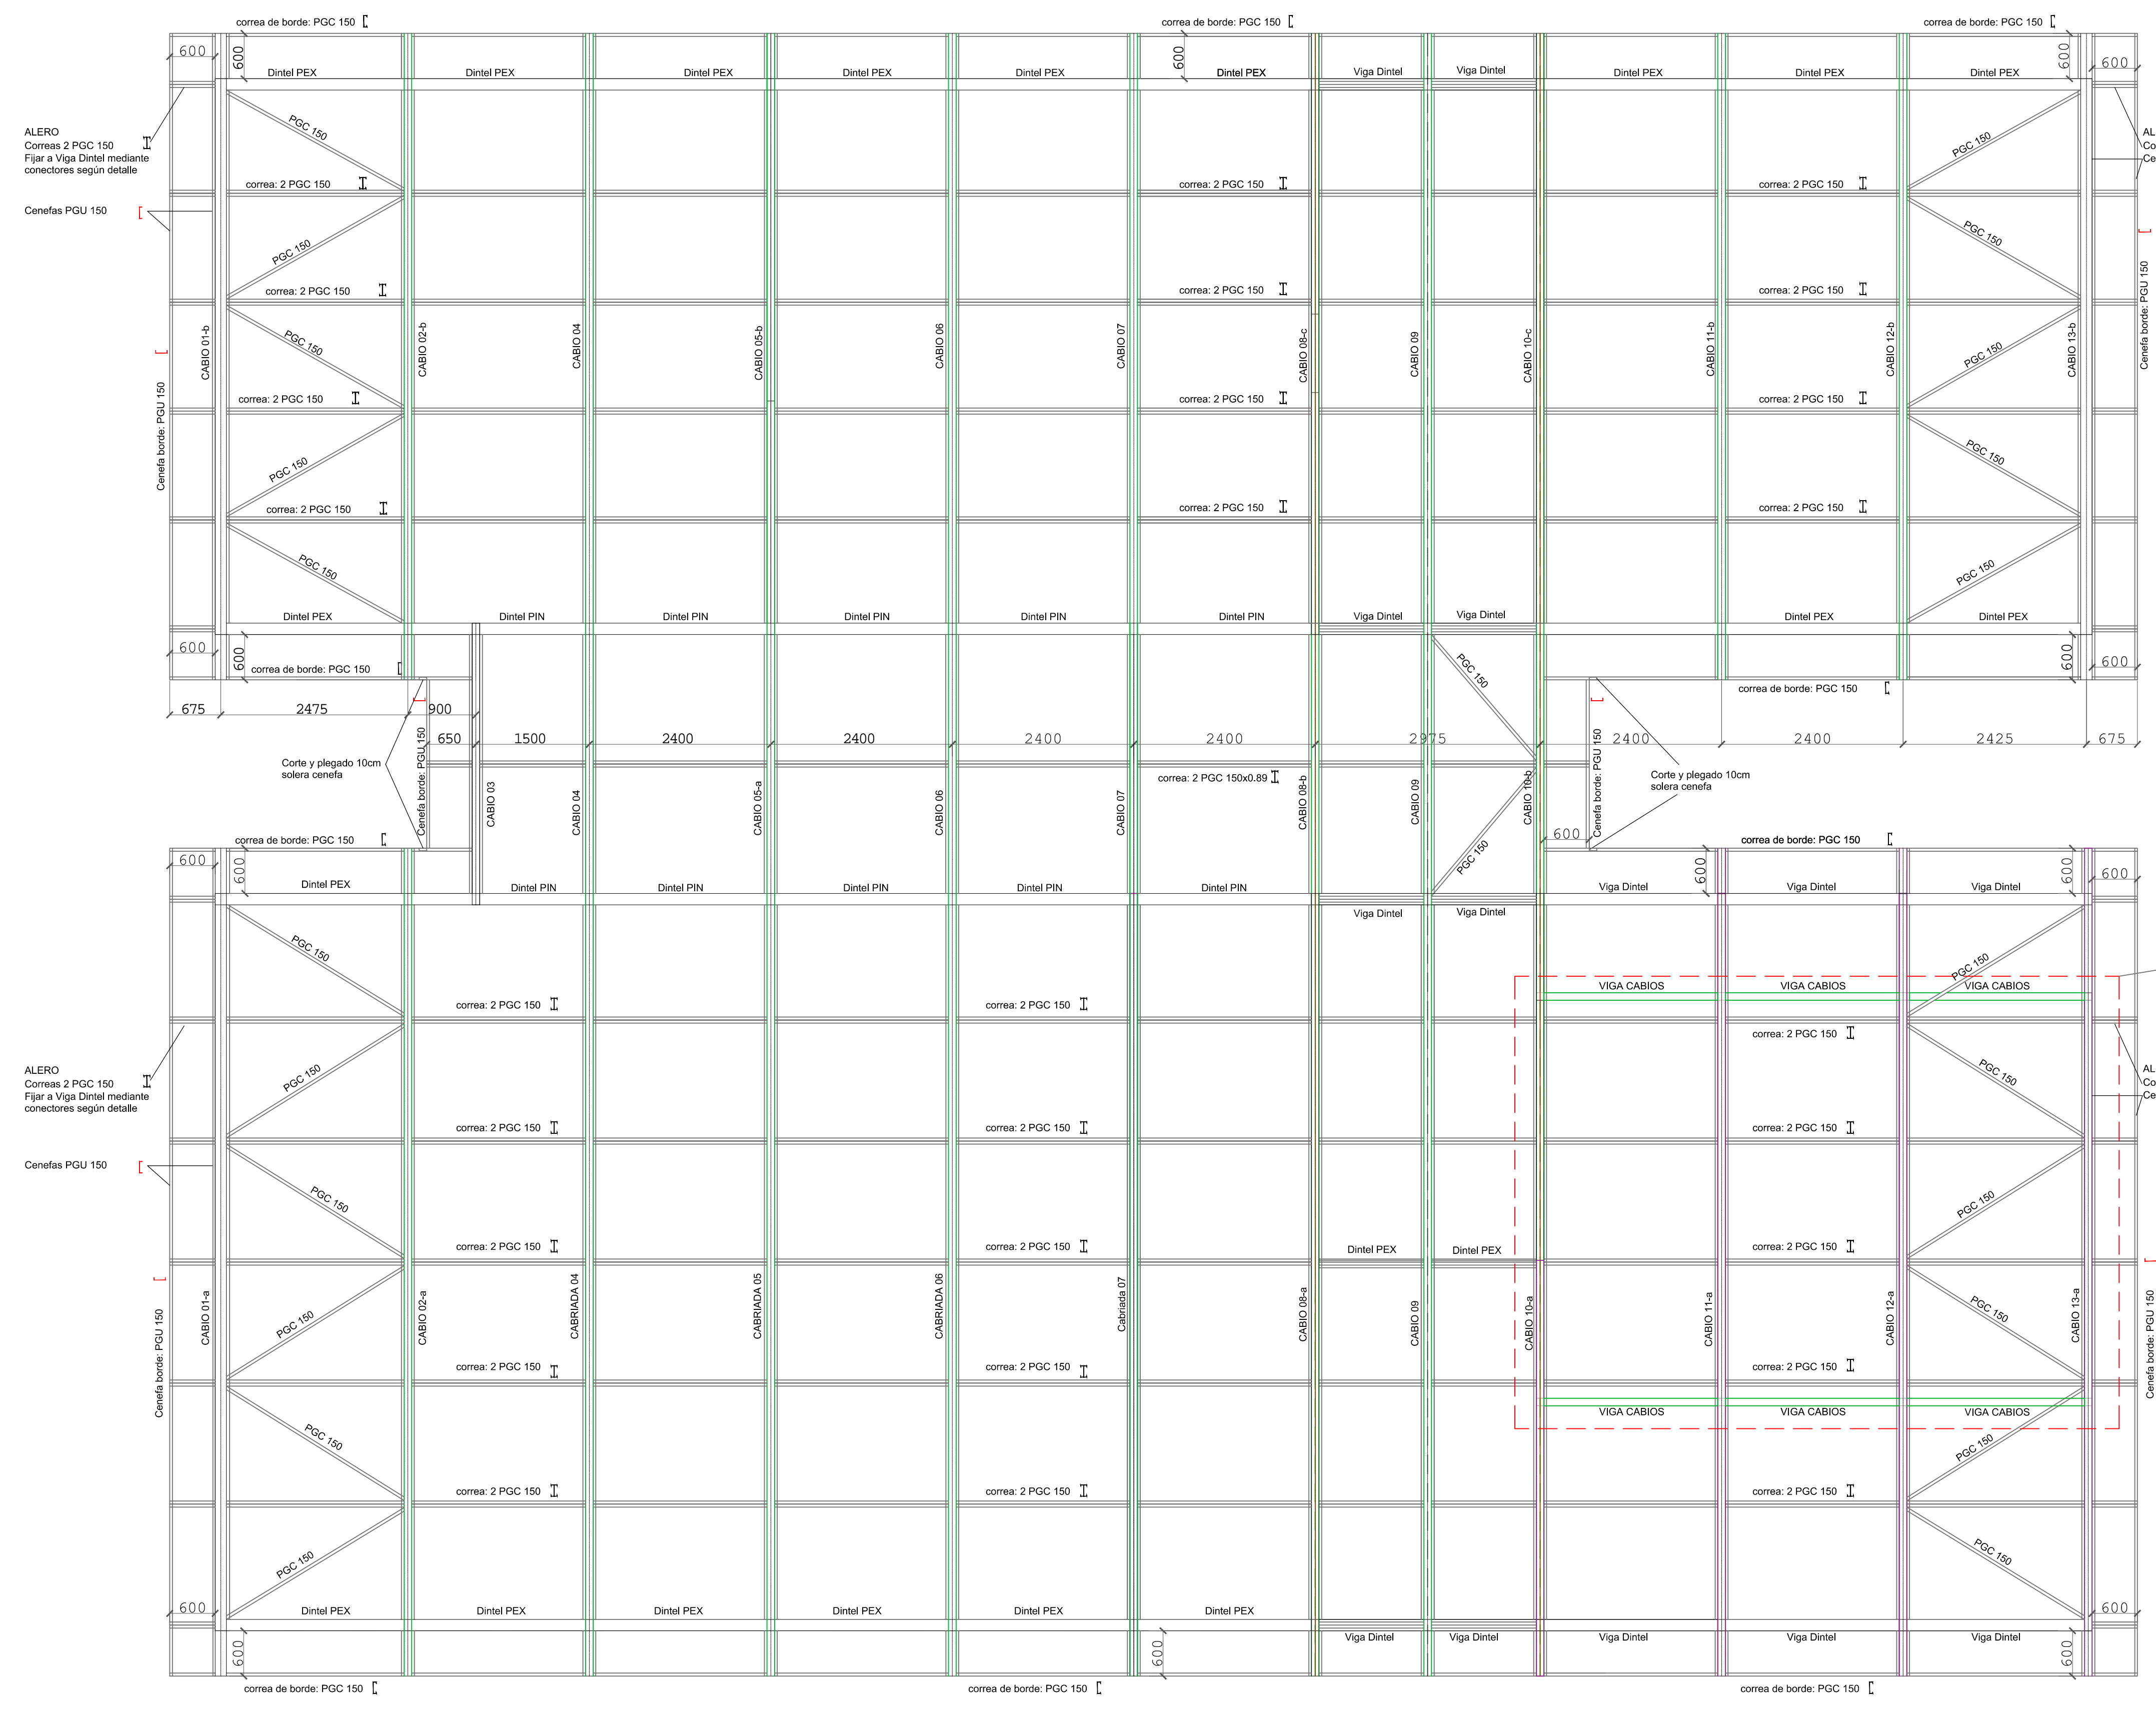 correa de borde: PGC 150
correa de borde: PGC 150
correa de borde: PGC 150
600
600
600
600
600
Dintel PEX
Dintel PEX
Dintel PEX
Dintel PEX
Dintel PEX
Dintel PEX
Viga Dintel
Viga Dintel
Dintel PEX
Dintel PEX
Dintel PEX
ALERO
Correas 2 PGC 150
Fijar a Viga Dintel mediante
conectores según detalle
AL
Co
Ce
PGC 150
PGC 150
correa: 2 PGC 150
correa: 2 PGC 150
correa: 2 PGC 150
Cenefas PGU 150
PGC 150
PGC 150
correa: 2 PGC 150
correa: 2 PGC 150
correa: 2 PGC 150
Cenefa borde: PGU 150
CABIO 01-b
PGC 150
CABIO 02-b
CABIO 04
CABIO 05-b
CABIO 06
CABIO 07
CABIO 08-c
CABIO 09
CABIO 10-c
CABIO 11-b
CABIO 12-b
PGC 150
CABIO 13-b
Cenefa borde: PGU 150
correa: 2 PGC 150
correa: 2 PGC 150
correa: 2 PGC 150
PGC 150
PGC 150
correa: 2 PGC 150
correa: 2 PGC 150
correa: 2 PGC 150
PGC 150
PGC 150
Dintel PEX
Dintel PIN
Dintel PIN
Dintel PIN
Dintel PIN
Dintel PIN
Viga Dintel
Viga Dintel
Dintel PEX
Dintel PEX
600
600
correa de borde: PGC 150
PGC 150
600
600
correa de borde: PGC 150
675
2475
900
650
1500
2400
2400
2400
2400
2975
2400
2400
2425
675
Corte y plegado 10cm
solera cenefa
Cenefa borde: PGU 150
CABIO 03
CABIO 04
CABIO 05-a
CABIO 06
CABIO 07
correa: 2 PGC 150x0.89
CABIO 08-b
CABIO 09
CABIO 10-b
Cenefa borde: PGU 150
Corte y plegado 10cm
solera cenefa
600
correa de borde: PGC 150
correa de borde: PGC 150
600
600
PGC 150
600
600
600
Dintel PEX
Dintel PIN
Dintel PIN
Dintel PIN
Dintel PIN
Dintel PIN
Viga Dintel
Viga Dintel
Viga Dintel
Viga Dintel
Viga Dintel
PGC 150
PGC 150
VIGA CABIOS
VIGA CABIOS
VIGA CABIOS
correa: 2 PGC 150
correa: 2 PGC 150
correa: 2 PGC 150
ALERO
Correas 2 PGC 150
Fijar a Viga Dintel mediante
conectores según detalle
AL
Co
Ce
PGC 150
PGC 150
correa: 2 PGC 150
correa: 2 PGC 150
correa: 2 PGC 150
Cenefas PGU 150
PGC 150
PGC 150
correa: 2 PGC 150
correa: 2 PGC 150
Dintel PEX
Dintel PEX
correa: 2 PGC 150
Cenefa borde: PGU 150
CABIO 01-a
PGC 150
CABIO 02-a
CABRIADA 04
CABRIADA 05
CABRIADA 06
Cabriada 07
CABIO 08-a
CABIO 09
CABIO 10-a
CABIO 11-a
CABIO 12-a
PGC 150
CABIO 13-a
Cenefa borde: PGU 150
correa: 2 PGC 150
correa: 2 PGC 150
correa: 2 PGC 150
VIGA CABIOS
VIGA CABIOS
VIGA CABIOS
PGC 150
PGC 150
correa: 2 PGC 150
correa: 2 PGC 150
correa: 2 PGC 150
PGC 150
PGC 150
600
600
Dintel PEX
Dintel PEX
Dintel PEX
Dintel PEX
Dintel PEX
Dintel PEX
Viga Dintel
Viga Dintel
Viga Dintel
Viga Dintel
Viga Dintel
600
600
600
correa de borde: PGC 150
correa de borde: PGC 150
correa de borde: PGC 150